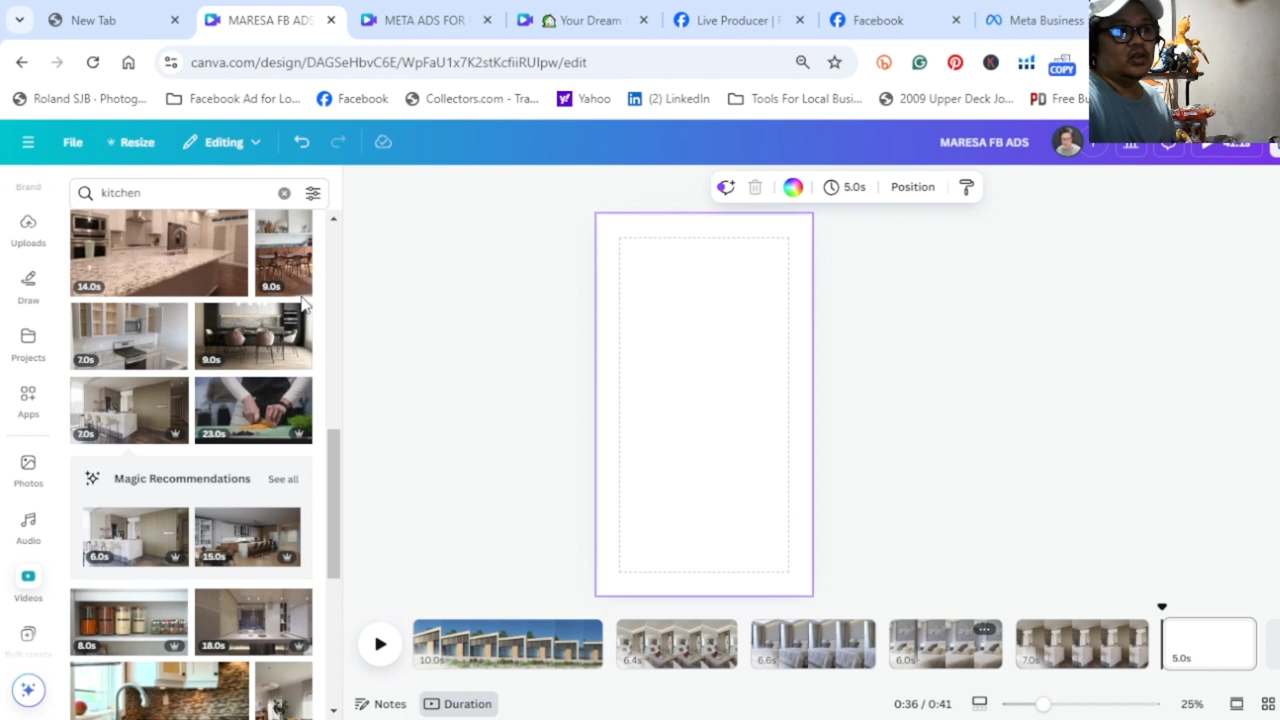 New Tab
MARESA FB ADS
META ADS FOR
Your Dream
Live Producer | F
Facebook
Meta Business
canva.com/design/DAGSeHbvC6E/WpFaU1x7K2stKcfiiRUIpw/edit
COPY
Roland SJB · Photog...
Facebook Ad for Lo...
Facebook
Collectors.com - Tra...
Yahoo
(2) LinkedIn
Tools For Local Busi...
2009 Upper Deck Jo...
Free Bu
File
Resize
Editing
MARESA FB ADS
Brand
Uploads
Draw
Projects
Apps
Photos
Audio
Videos
Bulk create
kitchen
14.0s
9.0s
7.0s
9.0s
7.0s
23.0s
Magic Recommendations
See all
6.0s
15.0s
8.0s
18.0s
5.0s
Position
10.0s
6.4s
6.6s
6.0s
7.0s
5.0s
Notes
Duration
0:36 / 0:41
25%